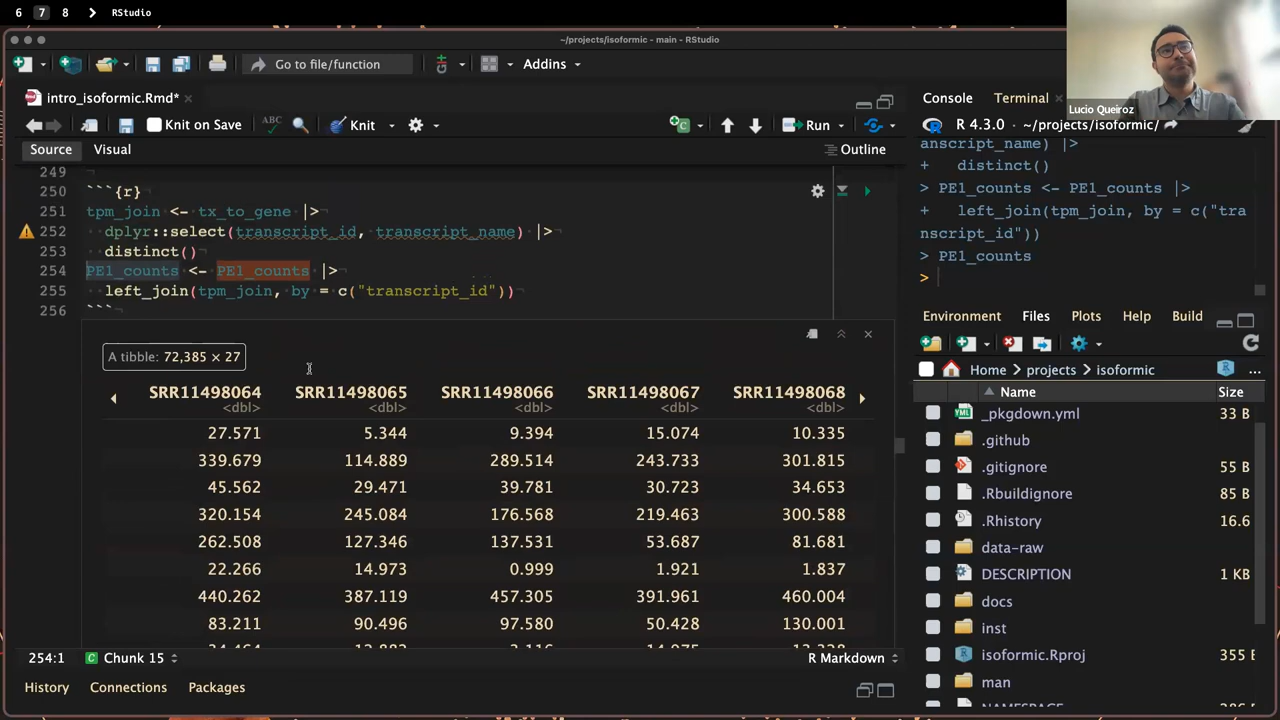 6 7 8 RStudio
~/projects/isoformic - main - RStudio
Go to file/function
Addins
Lucio Queiroz
intro_isoformic.Rmd*
Knit on Save
ABC
Knit
Run
Source
Visual
Outline
249
250 ```{r}
251 tpm_join <- tx_to_gene |>
252 dplyr::select(transcript_id, transcript_name) |>
253 distinct()
254 PE1_counts <- PE1_counts |>
255 left_join(tpm_join, by = c("transcript_id"))
256 ```
A tibble: 72,385 × 27
SRR11498064 SRR11498065 SRR11498066 SRR11498067 SRR11498068
<dbl> <dbl> <dbl> <dbl> <dbl>
27.571 5.344 9.394 15.074 10.335
339.679 114.889 289.514 243.733 301.815
45.562 29.471 39.781 30.723 34.653
320.154 245.084 176.568 219.463 300.588
262.508 127.346 137.531 53.687 81.681
22.266 14.973 0.999 1.921 1.837
440.262 387.119 457.305 391.961 460.004
83.211 90.496 97.580 50.428 130.001
254:1
Chunk 15
R Markdown
History
Connections
Packages
Console
Terminal
R 4.3.0 · ~/projects/isoformic/
anscript_name) |>
+ distinct()
> PE1_counts <- PE1_counts |>
+ left_join(tpm_join, by = c("tra
nscript_id"))
> PE1_counts
>
Environment
Files
Plots
Help
Build
Home
projects
isoformic
...
Name
Size
_pkgdown.yml 33 B
.github
.gitignore 55 B
.Rbuildignore 85 B
.Rhistory 16.6
data-raw
DESCRIPTION 1 KB
docs
inst
isoformic.Rproj 355 B
man